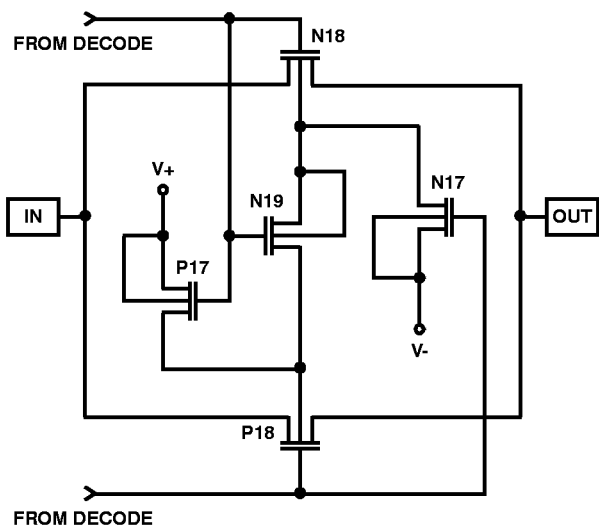 FROM DECODE
N18
V+
N19
N17
IN
OUT
P17
V-
P18
FROM DECODE